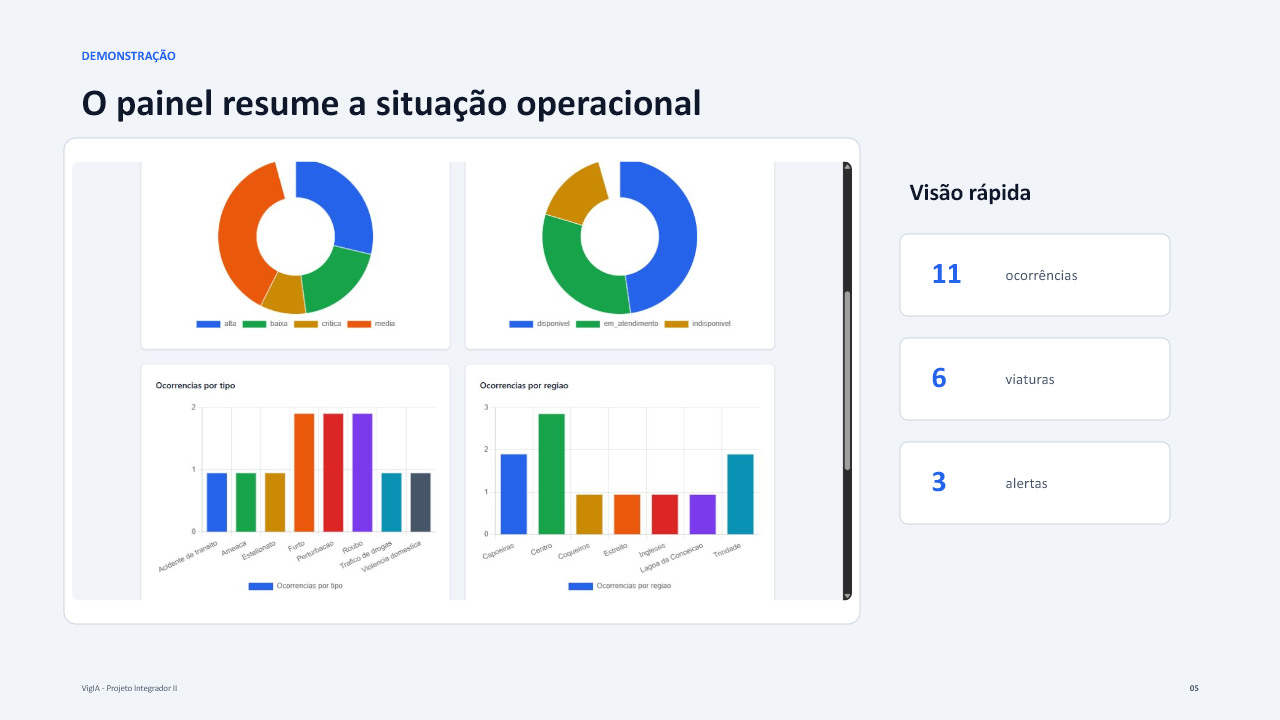 DEMONSTRAÇÃO
O painel resume a situação operacional
alta baixa critica media
disponivel em_atendimento indisponivel
Ocorrencias por tipo
2
1
0
Acidente de transito
Ameaca
Estelionato
Furto
Perturbacao
Roubo
Trafico de drogas
Violencia domestica
Ocorrencias por tipo
Ocorrencias por regiao
3
2
1
0
Capoeiras
Centro
Coqueiros
Estreito
Ingleses
Lagoa da Conceicao
Trindade
Ocorrencias por regiao
Visão rápida
11 ocorrências
6 viaturas
3 alertas
VigIA - Projeto Integrador II
05